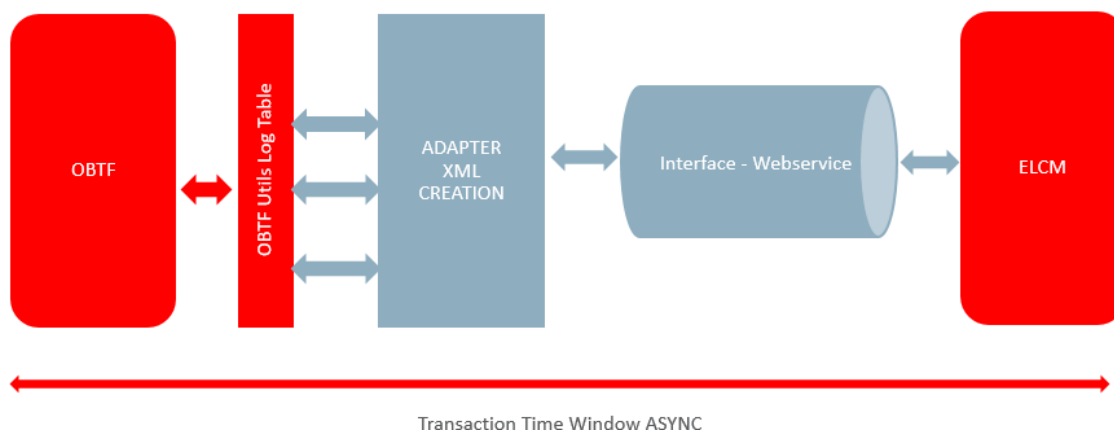 OBTF
OBTF Utils Log Table
ADAPTER
XML
CREATION
Interface - Webservice
ELCM
Transaction Time Window ASYNC